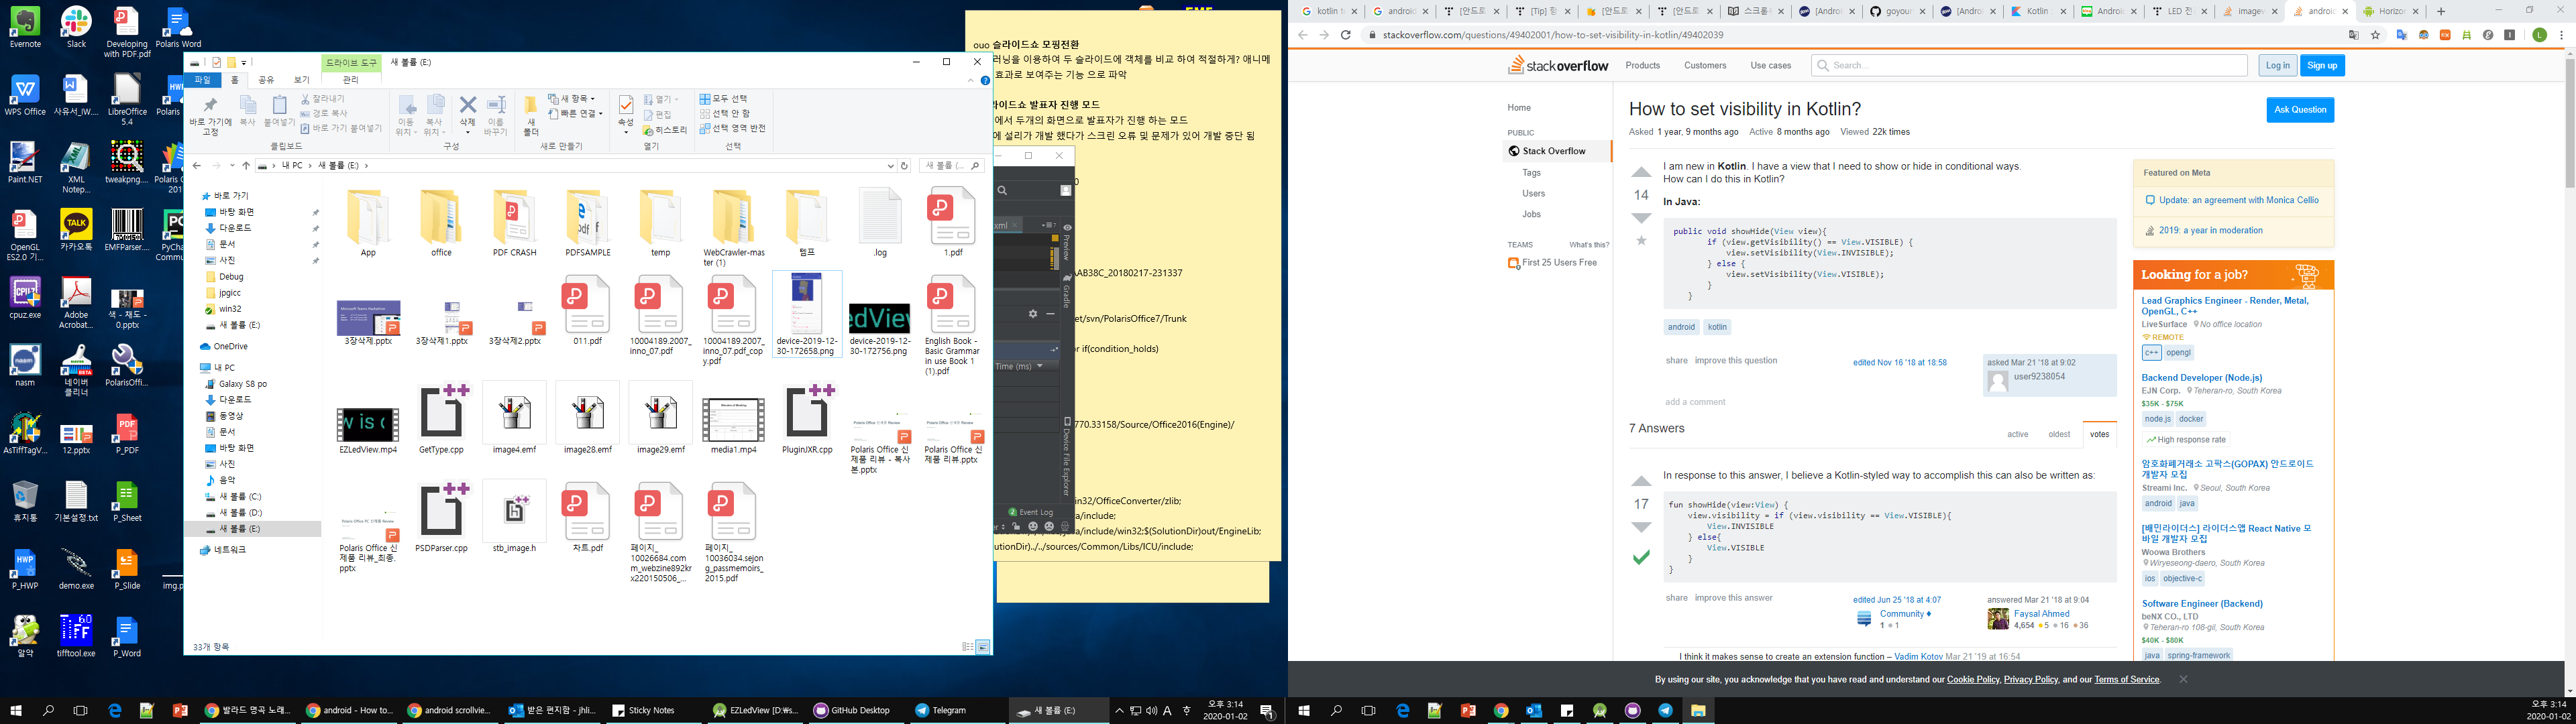 Evernote
Slack
Developing with PDF.pdf
Polaris Word
WPS Office
사유서_IW....
LibreOffice 5.4
Paint.NET
XML Notep...
tweakpng....
OpenGL ES2.0 기...
카카오톡
EMFParser....
cpuz.exe
Adobe Acrobat...
색 - 채도 - 0.pptx
nasm
네이버 클리너
PolarisOffi...
AsTiffTagV...
12.pptx
P_PDF
휴지통
기본설정.txt
P_Sheet
P_HWP
demo.exe
P_Slide
알약
tifftool.exe
P_Word
드라이브 도구
새 볼륨 (E:)
파일
홈
공유
보기
관리
바로 가기에 고정
복사
붙여넣기
잘라내기
경로 복사
바로 가기 붙여넣기
클립보드
이동 위치
복사 위치
삭제
이름 바꾸기
구성
새 폴더
새 항목
빠른 연결
새로 만들기
속성
열기
편집
히스토리
열기
모두 선택
선택 안 함
선택 영역 반전
선택
내 PC > 새 볼륨 (E:) >
새 볼륨 (...
바로 가기
바탕 화면
다운로드
문서
사진
Debug
jpgicc
win32
새 볼륨 (E:)
OneDrive
내 PC
Galaxy S8 po
다운로드
동영상
문서
바탕 화면
사진
음악
새 볼륨 (C:)
새 볼륨 (D:)
새 볼륨 (E:)
네트워크
App
office
PDF CRASH
PDFSAMPLE
temp
WebCrawler-master (1)
템프
.log
1.pdf
3장삭제.pptx
3장삭제1.pptx
3장삭제2.pptx
011.pdf
10004189.2007_inno_07.pdf
10004189.2007_inno_07.pdf_copy.pdf
device-2019-12-30-172658.png
device-2019-12-30-172756.png
English Book - Basic Grammar in use Book 1 (1).pdf
EZLedView.mp4
GetType.cpp
image4.emf
image28.emf
image29.emf
media1.mp4
PluginJXR.cpp
Polaris Office 신제품 리뷰 - 복사본.pptx
Polaris Office 신제품 리뷰.pptx
Polaris Office 신제품 리뷰_최종.pptx
PSDParser.cpp
stb_image.h
차트.pdf
페이지_10026684.com_webzine892krx220150506_...
페이지_10036034.sejong_passmemoirs_2015.pdf
33개 항목
ouo 슬라이드쇼 모핑전환
러닝을 이용하여 두 슬라이드에 객체를 비교 하여 적절하게? 애니메
효과로 보여주는 기능 으로 파악
라이드쇼 발표자 진행 모드
에서 두개의 화면으로 발표자가 진행 하는 모드
에 설리가 개발 했다가 스크린 오류 및 문제가 있어 개발 중단 됨
xml
Preview
AB38C_20180217-231337
Gradle
et/svn/PolarisOffice7/Trunk
r if(condition_holds)
Time (ms)
770.33158/Source/Office2016(Engine)/
Device File Explorer
in32/OfficeConverter/zlib;
a/include;
Event Log
a/include/win32;$(SolutionDir)out/EngineLib;
utionDir)../../sources/Common/Libs/ICU/include;
stackoverflow.com/questions/49402001/how-to-set-visibility-in-kotlin/49402039
stackoverflow
Products
Customers
Use cases
Search...
Log in
Sign up
Home
PUBLIC
Stack Overflow
Tags
Users
Jobs
TEAMS
What's this?
First 25 Users Free
How to set visibility in Kotlin?
Ask Question
Asked 1 year, 9 months ago Active 8 months ago Viewed 22k times
14
I am new in Kotlin. I have a view that I need to show or hide in conditional ways.
How can I do this in Kotlin?
In Java:
public void showHide(View view){
if (view.getVisibility() == View.VISIBLE) {
view.setVisibility(View.INVISIBLE);
} else {
view.setVisibility(View.VISIBLE);
}
}
android
kotlin
share improve this question
edited Nov 16 '18 at 18:58
asked Mar 21 '18 at 9:02
user9238054
add a comment
7 Answers
active
oldest
votes
17
In response to this answer, I believe a Kotlin-styled way to accomplish this can also be written as:
fun showHide(view:View) {
view.visibility = if (view.visibility == View.VISIBLE){
View.INVISIBLE
} else{
View.VISIBLE
}
}
share improve this answer
edited Jun 25 '18 at 4:07
Community ♦
1 1
answered Mar 21 '18 at 9:04
Faysal Ahmed
4,654 5 16 36
I think it makes sense to create an extension function – Vadim Kotov Mar 21 '19 at 16:54
Featured on Meta
Update: an agreement with Monica Cellio
2019: a year in moderation
Looking for a job?
Lead Graphics Engineer - Render, Metal, OpenGL, C++
LiveSurface No office location
REMOTE
c++ opengl
Backend Developer (Node.js)
EJN Corp. Teheran-ro, South Korea
$35K - $75K
node.js docker
High response rate
암호화폐거래소 고팍스(GOPAX) 안드로이드 개발자 모집
Streami Inc. Seoul, South Korea
android java
[배민라이더스] 라이더스앱 React Native 모바일 개발자 모집
Woowa Brothers
Wiryeseong-daero, South Korea
ios objective-c
Software Engineer (Backend)
beNX CO., LTD
Teheran-ro 108-gil, South Korea
$40K - $80K
java spring-framework
By using our site, you acknowledge that you have read and understand our Cookie Policy, Privacy Policy, and our Terms of Service.
발라드 명곡 노래...
android - How to...
android scrollvie...
받은 편지함 - jhli...
Sticky Notes
EZLedView [D:₩s...
GitHub Desktop
Telegram
새 볼륨 (E:)
오후 3:14
2020-01-02
오후 3:14
2020-01-02